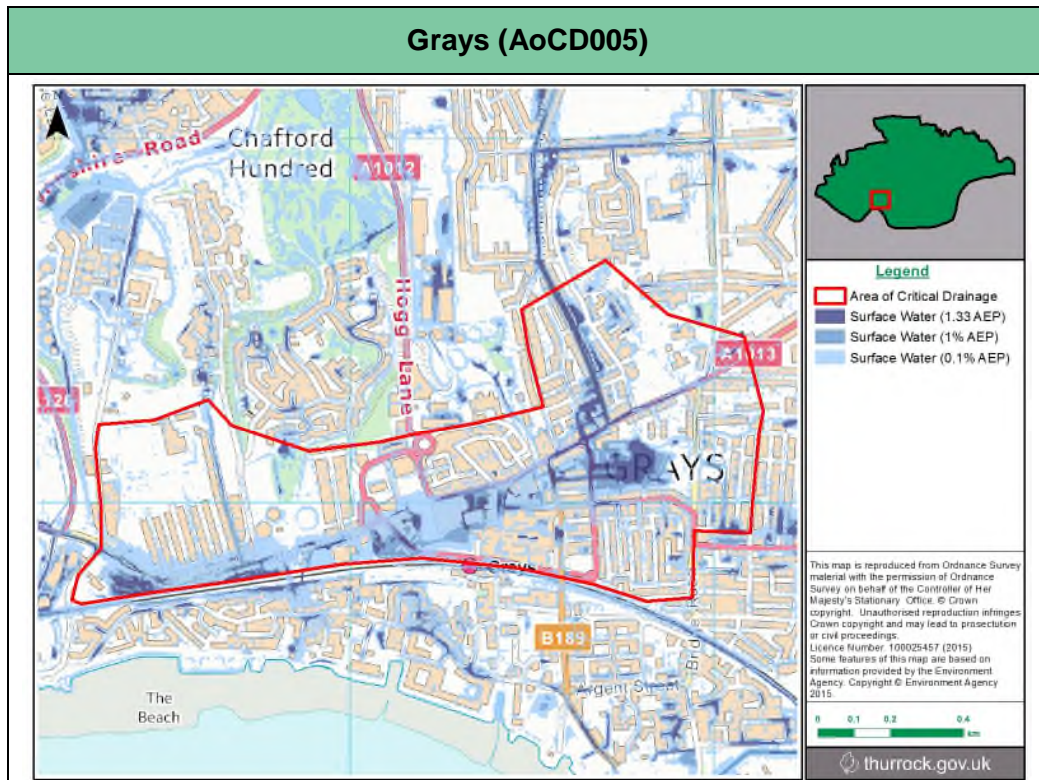 Grays (AoCD005)
N
Chafford
Hundred
Road
A1012
Hogg Lane
A1013
GRAYS
Grays
B189
Argent Street
The
Beach
Legend
Area of Critical Drainage
Surface Water (1.33 AEP)
Surface Water (1% AEP)
Surface Water (0.1% AEP)
This map is reproduced from Ordnance Survey
material with the permission of Ordnance
Survey on behalf of the Controller of Her
Majesty's Stationary Office. © Crown
copyright. Unauthorised reproduction infringes
Crown copyright and may lead to prosecution
or civil proceedings.
Licence Number: 100025457 (2015)
Some features of this map are based on
information provided by the Environment
Agency. Copyright © Environment Agency
2015.
0 0.1 0.2 0.4
km
thurrock.gov.uk